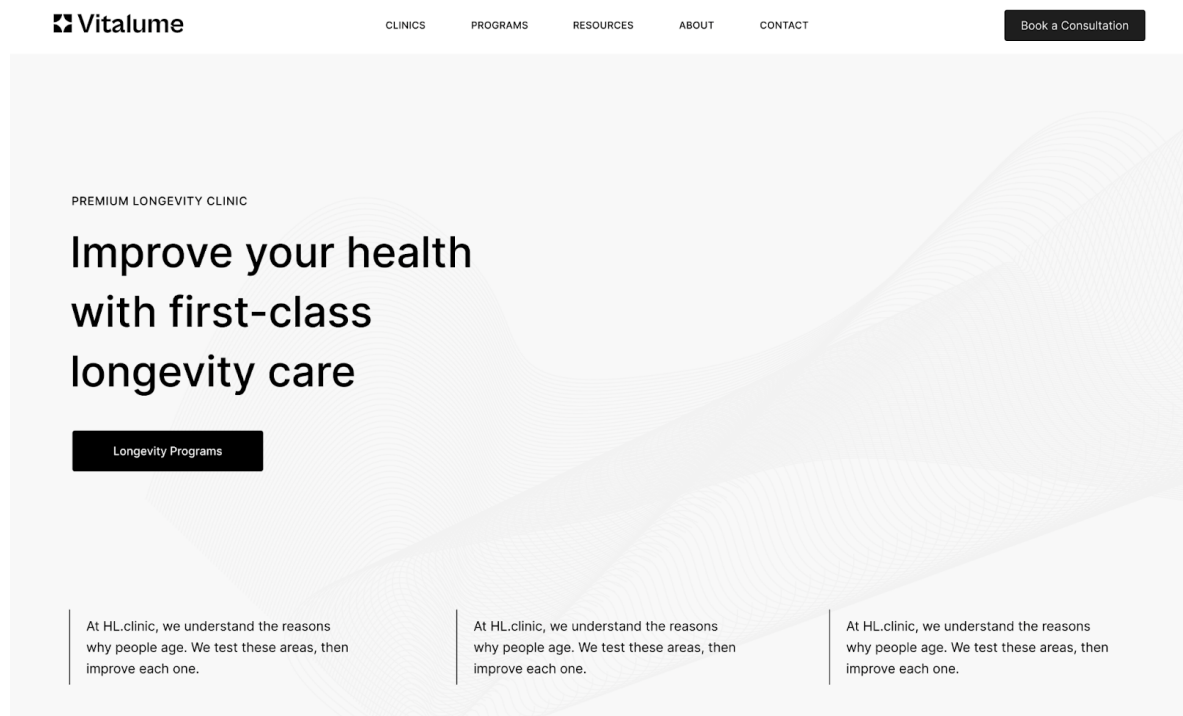 Vitalume
CLINICS
PROGRAMS
RESOURCES
ABOUT
CONTACT
Book a Consultation
PREMIUM LONGEVITY CLINIC
Improve your health
with first-class
longevity care
Longevity Programs
At HL.clinic, we understand the reasons
why people age. We test these areas, then
improve each one.
At HL.clinic, we understand the reasons
why people age. We test these areas, then
improve each one.
At HL.clinic, we understand the reasons
why people age. We test these areas, then
improve each one.